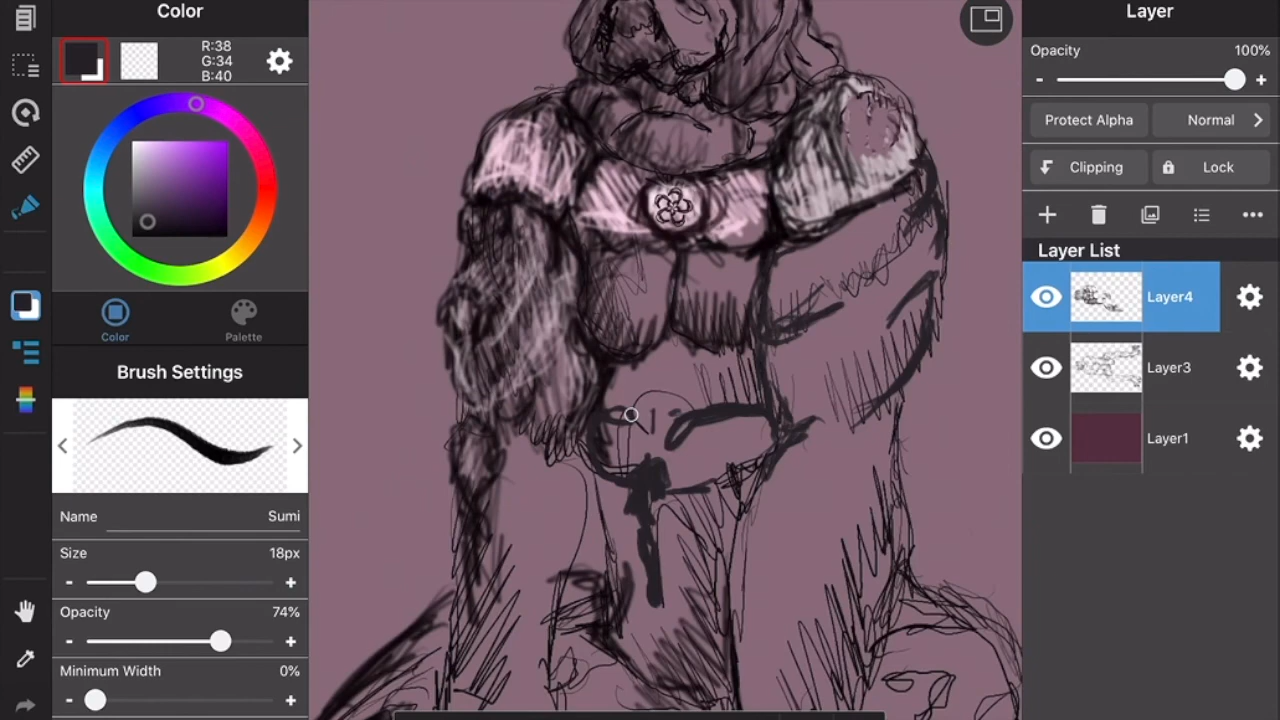 Color
R:38
G:34
B:40
Color
Palette
Brush Settings
Name Sumi
Size 18px
- +
Opacity 74%
- +
Minimum Width 0%
- +
Layer
Opacity 100%
- +
Protect Alpha Normal
Clipping Lock
Layer List
Layer4
Layer3
Layer1